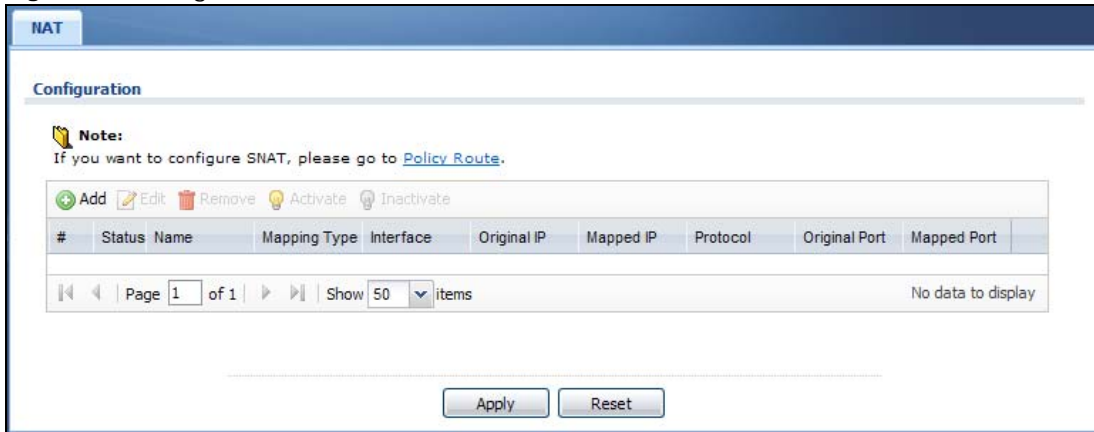 NAT
Configuration
Note:
If you want to configure SNAT, please go to Policy Route.
Add Edit Remove Activate Inactivate
# Status Name Mapping Type Interface Original IP Mapped IP Protocol Original Port Mapped Port
Page 1 of 1 Show 50 items No data to display
Apply Reset